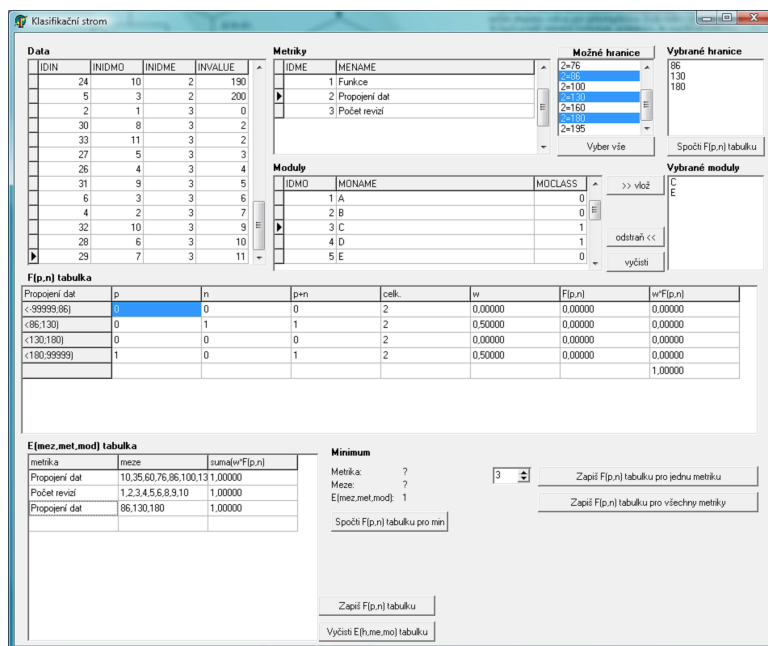 Klasifikační strom
Data
IDIN INIDMO INIDME INVALUE
24 10 2 190
5 3 2 200
2 1 3 0
30 8 3 2
33 11 3 2
27 5 3 3
26 4 3 4
31 9 3 5
6 3 3 6
4 2 3 7
32 10 3 9
28 6 3 10
29 7 3 11
Metriky
IDME MENAME
1 Funkce
2 Propojení dat
3 Počet revizí
Možné hranice
2=76
2=86
2=100
2=130
2=160
2=180
2=195
Vyber vše
Vybrané hranice
86
130
180
Spočti F(p,n) tabulku
Moduly
IDMO MONAME MOCLASS
1 A 0
2 B 0
3 C 1
4 D 1
5 E 0
>> vlož
odstraň <<
vyčisti
Vybrané moduly
C
E
F(p,n) tabulka
Propojení dat p n p+n celk. w F(p,n) w*F(p,n)
<-99999;86) 0 0 0 2 0,00000 0,00000 0,00000
<86;130) 0 1 1 2 0,50000 0,00000 0,00000
<130;180) 0 0 0 2 0,00000 0,00000 0,00000
<180;99999) 1 0 1 2 0,50000 0,00000 0,00000
1,00000
E(mez,met,mod) tabulka
metrika meze suma(w*F(p,n)
Propojení dat 10,35,60,76,86,100,13 1,00000
Počet revizí 1,2,3,4,5,6,8,9,10 1,00000
Propojení dat 86,130,180 1,00000
Minimum
Metrika: ?
Meze: ?
E(mez,met,mod): 1
Spočti F(p,n) tabulku pro min
3
Zapiš F(p,n) tabulku pro jednu metriku
Zapiš F(p,n) tabulku pro všechny metriky
Zapiš F(p,n) tabulku
Vyčisti E(h,me,mo) tabulku